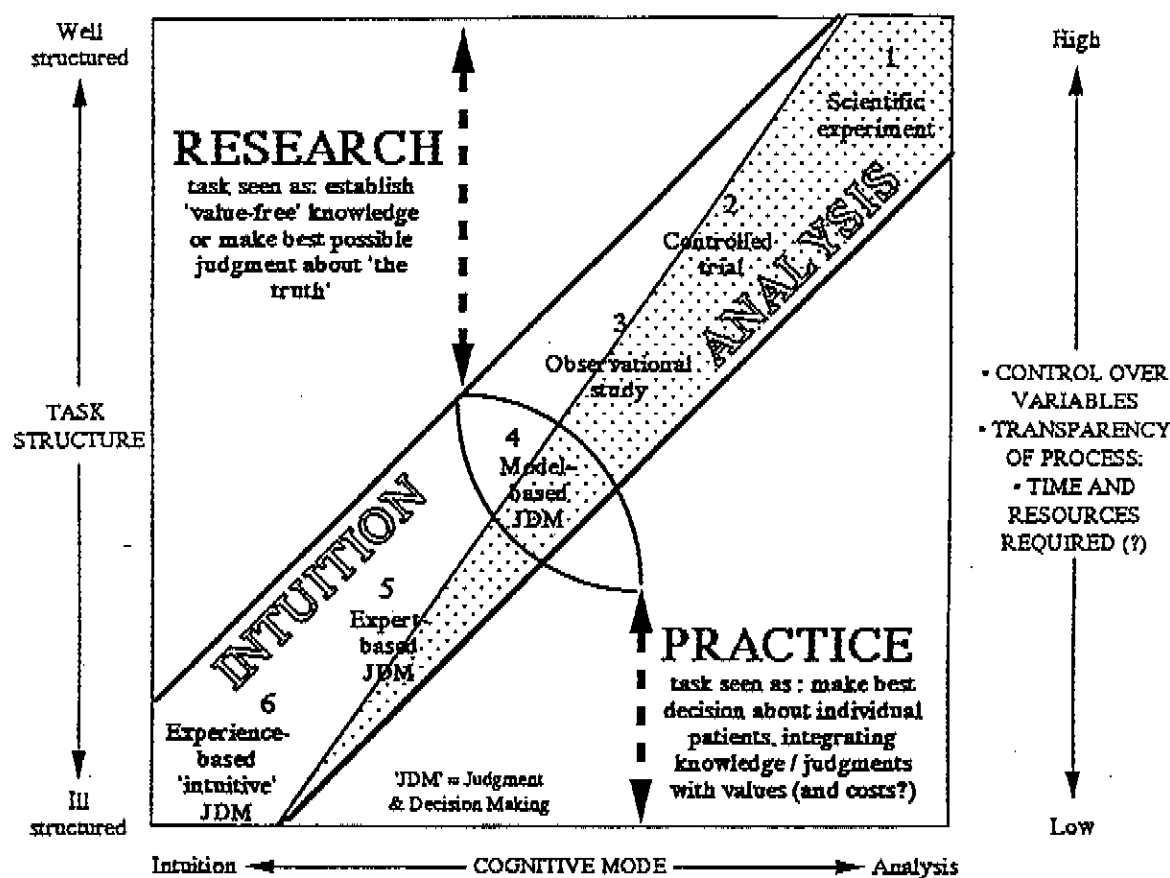 Well
structured
TASK
STRUCTURE
Ill
structured
RESEARCH
task seen as: establish
'value-free' knowledge
or make best possible
judgment about 'the
truth'
1
Scientific
experiment
2
Controlled
trial
3
Observational
study
ANALYSIS
4
Model-
based
JDM
INTUITION
5
Expert-
based
JDM
6
Experience-
based
'intuitive'
JDM
'JDM' = Judgment
& Decision Making
PRACTICE
task seen as : make best
decision about individual
patients, integrating
knowledge / judgments
with values (and costs?)
High
• CONTROL OVER
VARIABLES
• TRANSPARENCY
OF PROCESS:
• TIME AND
RESOURCES
REQUIRED (?)
Low
Intuition
COGNITIVE MODE
Analysis